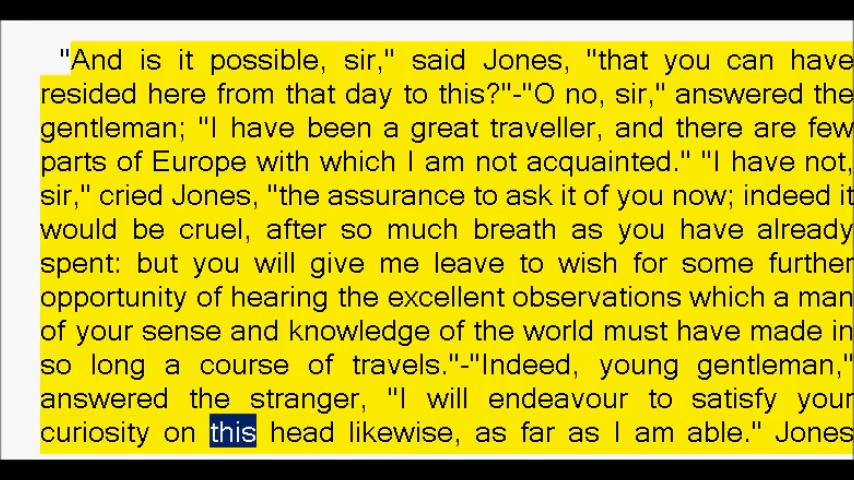 "And is it possible, sir," said Jones, "that you can have
resided here from that day to this?"-"O no, sir," answered the
gentleman; "I have been a great traveller, and there are few
parts of Europe with which I am not acquainted." "I have not,
sir," cried Jones, "the assurance to ask it of you now; indeed it
would be cruel, after so much breath as you have already
spent: but you will give me leave to wish for some further
opportunity of hearing the excellent observations which a man
of your sense and knowledge of the world must have made in
so long a course of travels."-"Indeed, young gentleman,"
answered the stranger, "I will endeavour to satisfy your
curiosity on this head likewise, as far as I am able." Jones